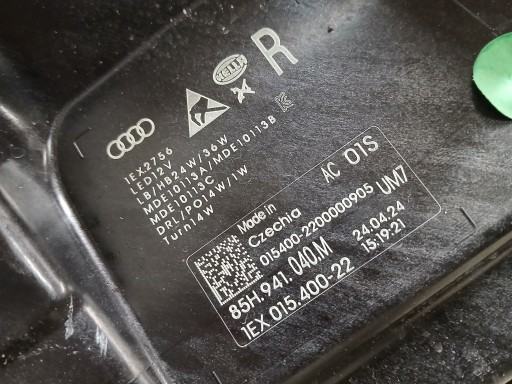 HELLA
R
1EX2756
LED12V
LB/HB24W/36W
MDE10113A/MDE10113B
MDE10113C
DRL/PO14W/1W
Turn14W
AC 01S
Made in
Czechia
015400-2200000905 UM7
85H.941.040.M 24.04.24
1EX 015.400-22 15:19:21